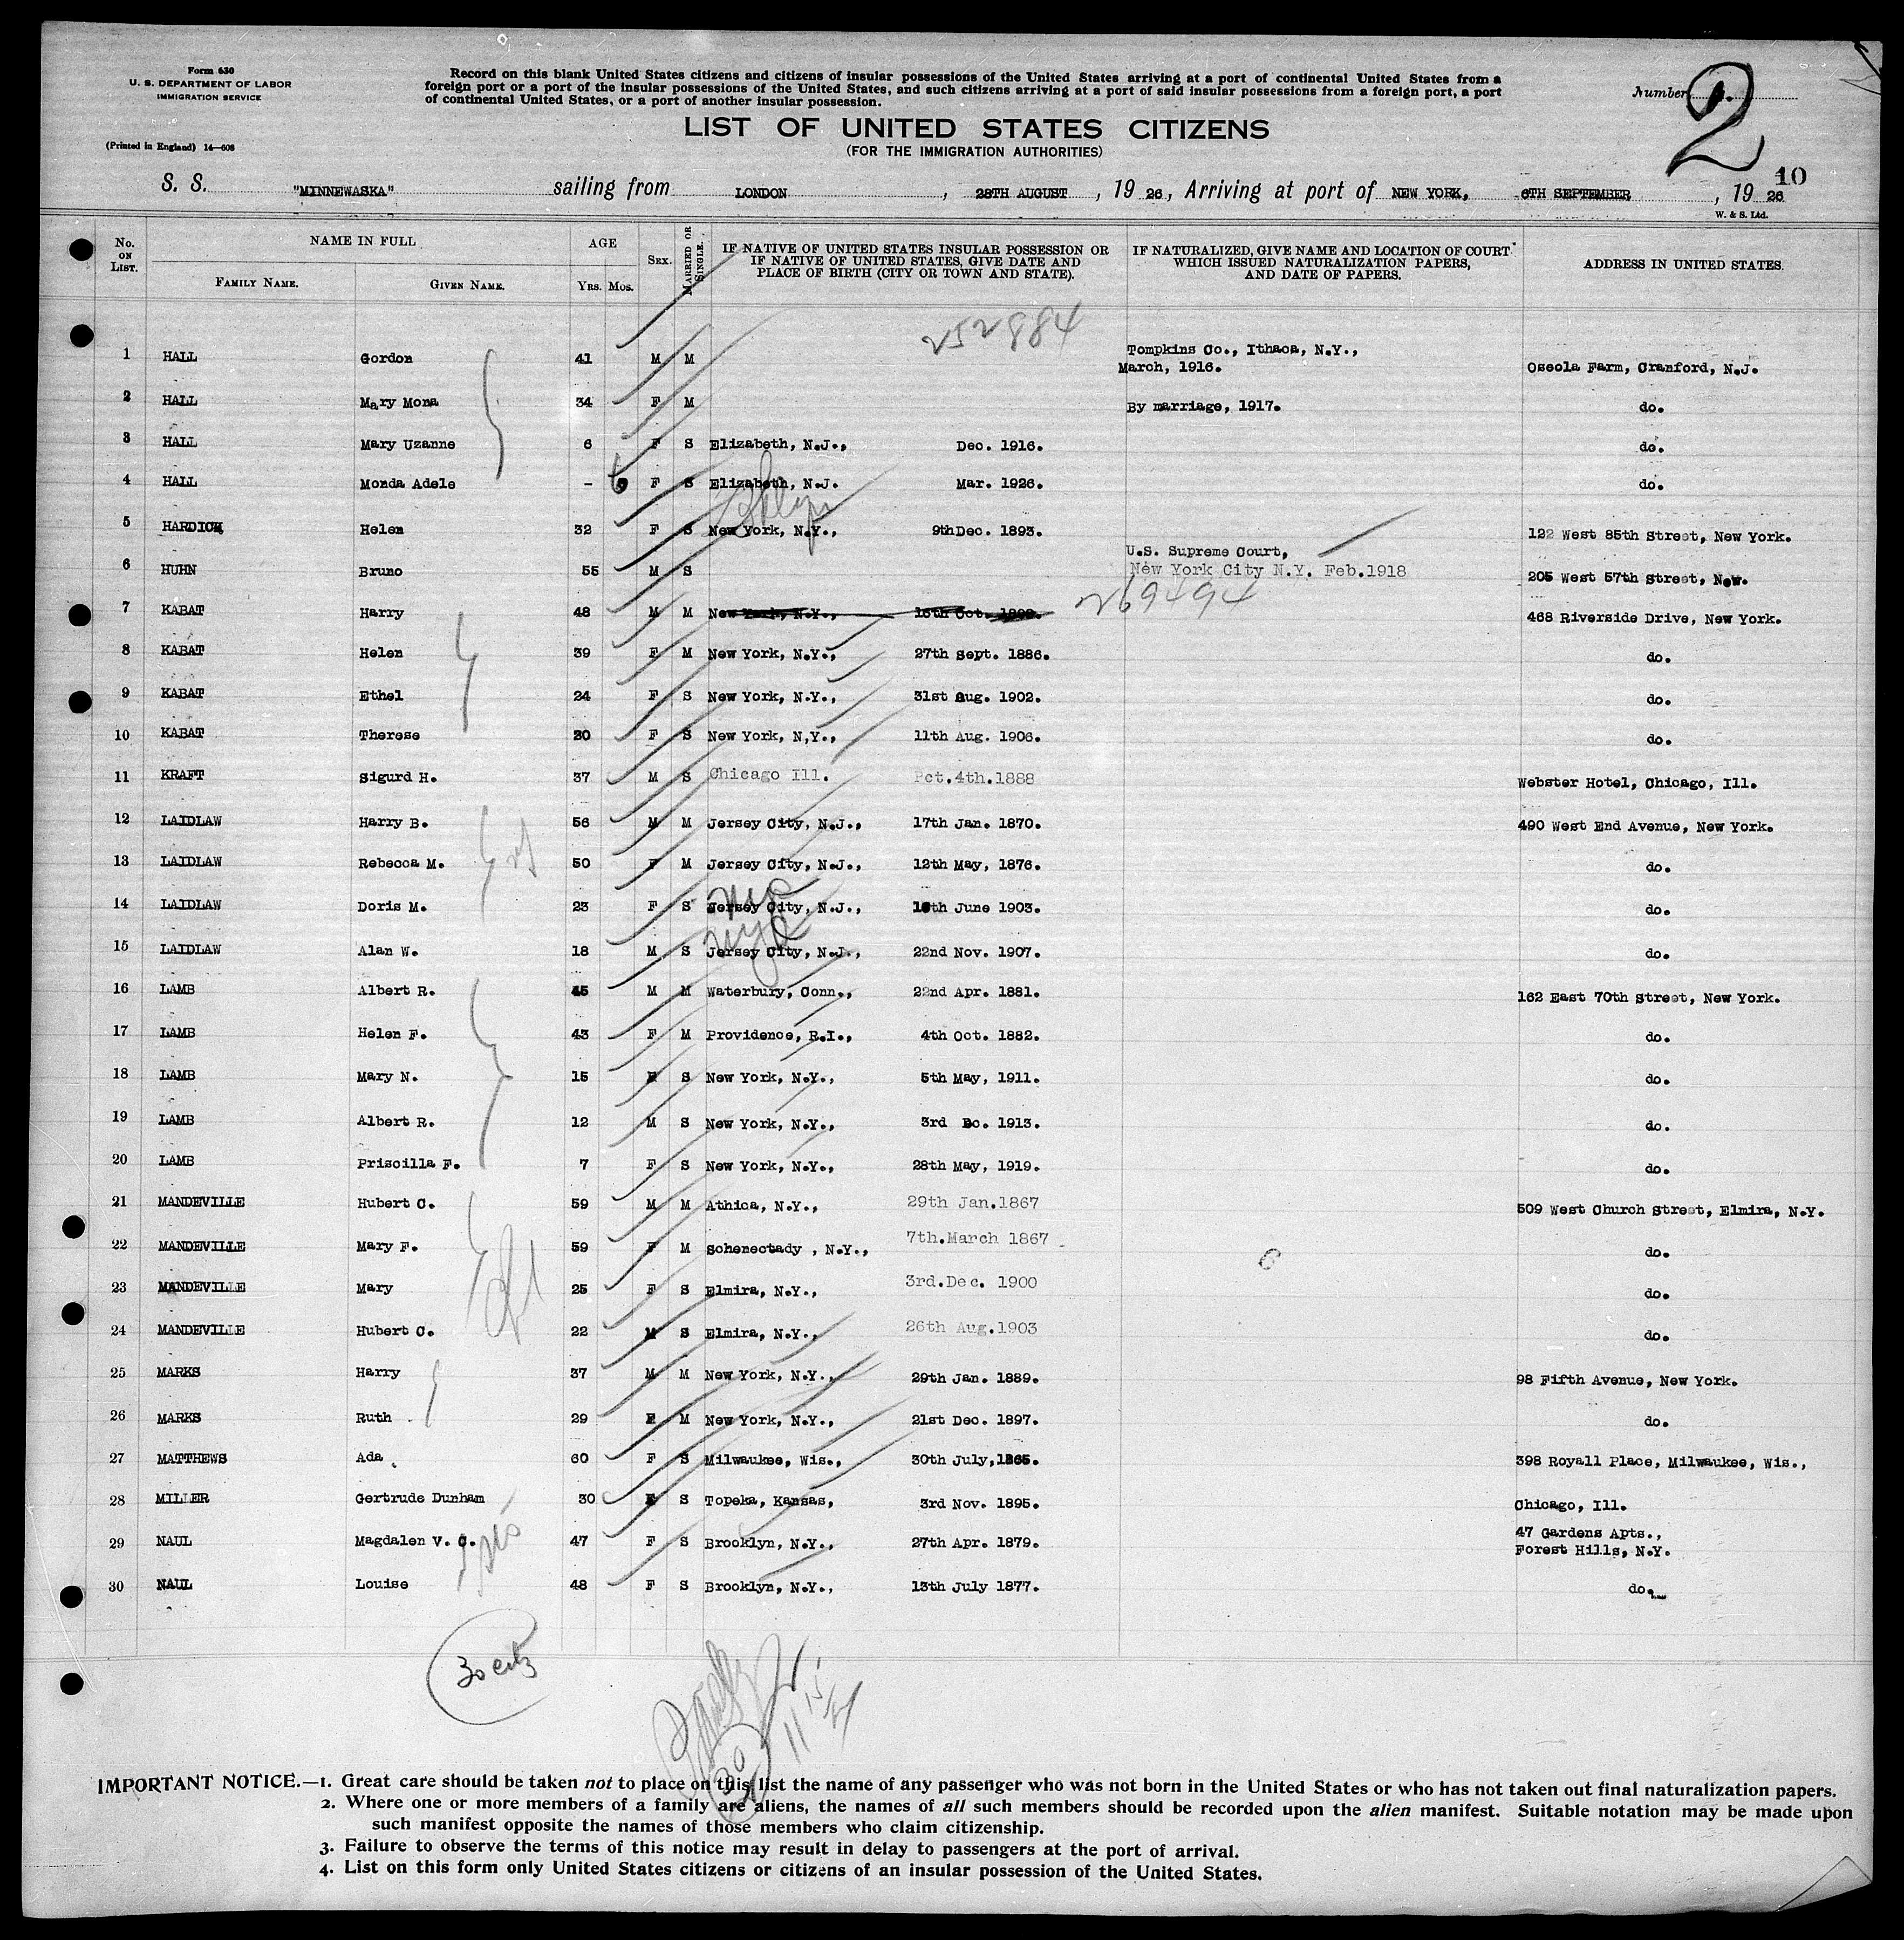 Form 630
U. S. DEPARTMENT OF LABOR
IMMIGRATION SERVICE
(Printed in England) 14—608
Record on this blank United States citizens and citizens of insular possessions of the United States arriving at a port of continental United States from a
foreign port or a port of the insular possessions of the United States, and such citizens arriving at a port of said insular possessions from a foreign port, a port
of continental United States, or a port of another insular possession.
Number 2
LIST OF UNITED STATES CITIZENS
(FOR THE IMMIGRATION AUTHORITIES)
10
S. S. "MINNEWASKA" sailing from LONDON, 28TH AUGUST, 19 26, Arriving at port of NEW YORK, 6TH SEPTEMBER, 19 26
W. & S. Ltd.
No. ON LIST. NAME IN FULL AGE SEX. MARRIED OR SINGLE. IF NATIVE OF UNITED STATES INSULAR POSSESSION OR IF NATIVE OF UNITED STATES, GIVE DATE AND PLACE OF BIRTH (CITY OR TOWN AND STATE). IF NATURALIZED, GIVE NAME AND LOCATION OF COURT WHICH ISSUED NATURALIZATION PAPERS, AND DATE OF PAPERS. ADDRESS IN UNITED STATES.
FAMILY NAME. GIVEN NAME. YRS. MOS.
252884
1 HALL Gordon 41 M M Tompkins Co., Ithaca, N.Y., March, 1916. Oseola Farm, Cranford, N.J.
2 HALL Mary Mona 34 F M By marriage, 1917. do.
3 HALL Mary Uzanne 6 F S Elizabeth, N.J., Dec. 1916. do.
4 HALL Monda Adele - 6 F S Elizabeth, N.J. Mar. 1926. do.
5 HARDICK Helen 32 F S New York, N.Y., 9th Dec. 1893. 122 West 85th Street, New York.
6 HUHN Bruno 55 M S U.S. Supreme Court, New York City N.Y. Feb.1918 205 West 57th Street, N.W.
269494
7 KABAT Harry 48 M M New York, N.Y., 15th Oct. 468 Riverside Drive, New York.
8 KABAT Helen 39 F M New York, N.Y., 27th Sept. 1886. do.
9 KABAT Ethel 24 F S New York, N.Y., 31st Aug. 1902. do.
10 KABAT Therese 20 F S New York, N,Y., 11th Aug. 1906. do.
11 KRAFT Sigurd H. 37 M S Chicago Ill. Pct.4th.1888 Webster Hotel, Chicago, Ill.
12 LAIDLAW Harry B. 56 M M Jersey City, N.J., 17th Jan. 1870. 490 West End Avenue, New York.
13 LAIDLAW Rebecca M. 50 F M Jersey City, N.J., 12th May, 1876. do.
14 LAIDLAW Doris M. 23 F S Jersey City, N.J., 16th June 1903. do.
15 LAIDLAW Alan W. 18 M S Jersey City, N.J., 22nd Nov. 1907. do.
16 LAMB Albert R. 45 M M Waterbury, Conn., 22nd Apr. 1881. 162 East 70th Street, New York.
17 LAMB Helen F. 43 F M Providence, R.I., 4th Oct. 1882. do.
18 LAMB Mary N. 15 F S New York, N.Y., 5th May, 1911. do.
19 LAMB Albert R. 12 M S New York, N.Y., 3rd Dc. 1913. do.
20 LAMB Priscilla F. 7 F S New York, N.Y., 28th May, 1919. do.
21 MANDEVILLE Hubert C. 59 M M Athica, N.Y., 29th Jan.1867 509 West Church Street, Elmira, N.Y.
22 MANDEVILLE Mary F. 59 F M Schenectady , N.Y., 7th.March 1867 do.
23 MANDEVILLE Mary 25 F S Elmira, N.Y., 3rd.Dec. 1900 do.
24 MANDEVILLE Hubert C. 22 M S Elmira, N.Y., 26th Aug.1903 do.
25 MARKS Harry 37 M M New York, N.Y., 29th Jan. 1889. 98 Fifth Avenue, New York.
26 MARKS Ruth 29 F M New York, N.Y., 21st Dec. 1897. do.
27 MATTHEWS Ada 60 F S Milwaukee, Wis., 30th July,1865. 398 Royall Place, Milwaukee, Wis.,
28 MILLER Gertrude Dunham 30 F S Topeka, Kansas, 3rd Nov. 1895. Chicago, Ill.
29 NAUL Magdalen V. C. 47 F S Brooklyn, N.Y., 27th Apr. 1879. 47 Gardens Apts., Forest Hills, N.Y.
30 NAUL Louise 48 F S Brooklyn, N.Y., 13th July 1877. do.
30 citz
30
IMPORTANT NOTICE.—1. Great care should be taken not to place on this list the name of any passenger who was not born in the United States or who has not taken out final naturalization papers.
2. Where one or more members of a family are aliens, the names of all such members should be recorded upon the alien manifest. Suitable notation may be made upon
such manifest opposite the names of those members who claim citizenship.
3. Failure to observe the terms of this notice may result in delay to passengers at the port of arrival.
4. List on this form only United States citizens or citizens of an insular possession of the United States.